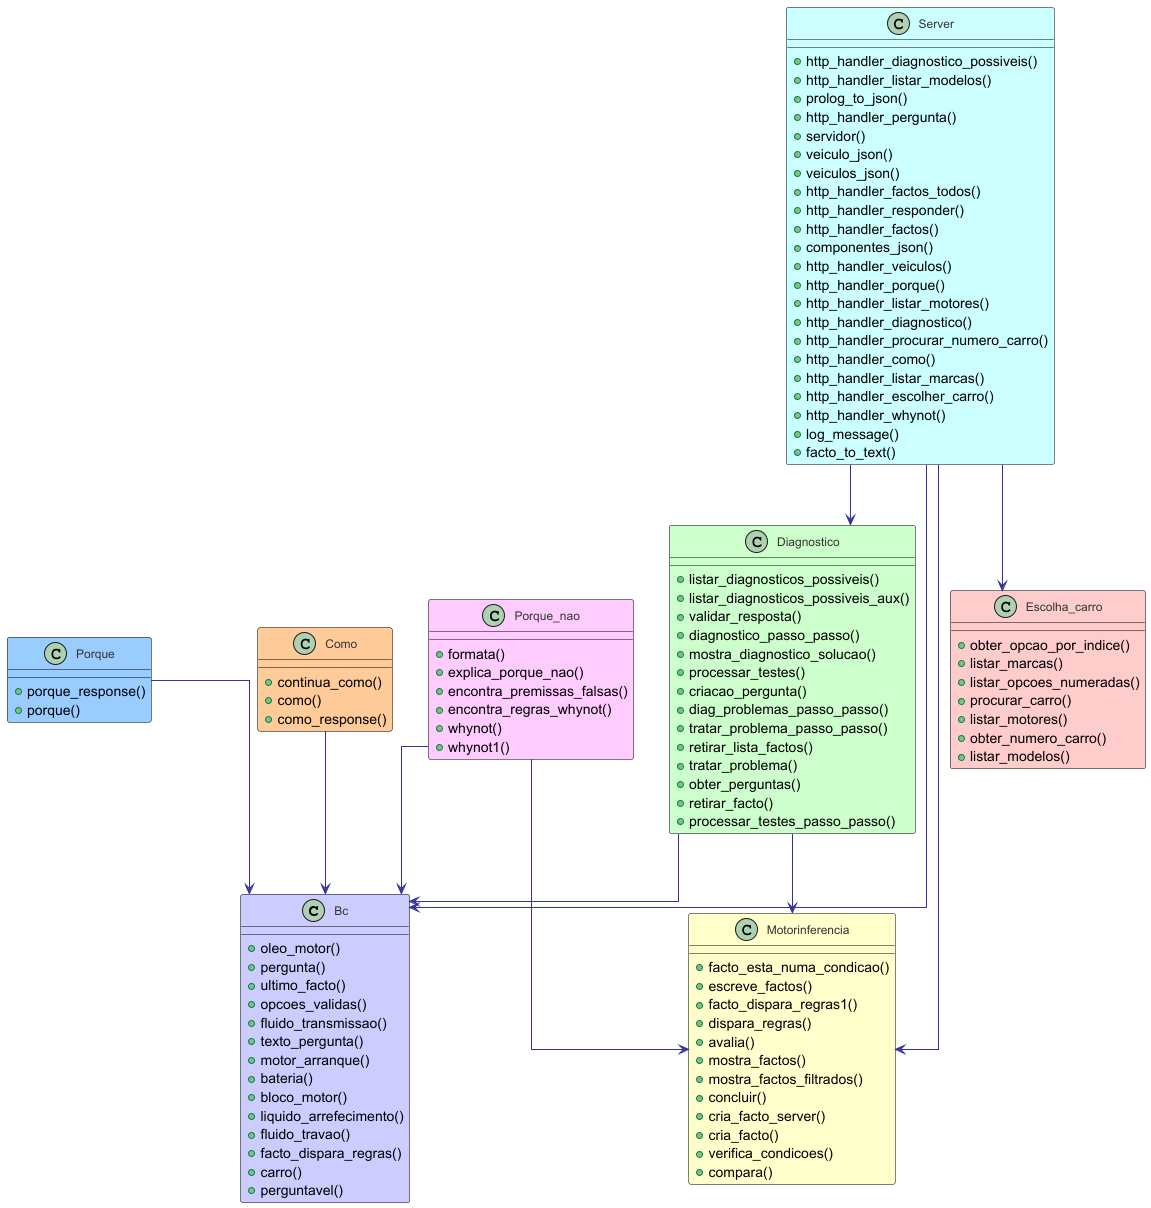 C Server
http_handler_diagnostico_possiveis()
http_handler_listar_modelos()
prolog_to_json()
http_handler_pergunta()
servidor()
veiculo_json()
veiculos_json()
http_handler_factos_todos()
http_handler_responder()
http_handler_factos()
componentes_json()
http_handler_veiculos()
http_handler_porque()
http_handler_listar_motores()
http_handler_diagnostico()
http_handler_procurar_numero_carro()
http_handler_como()
http_handler_listar_marcas()
http_handler_escolher_carro()
http_handler_whynot()
log_message()
facto_to_text()
C Diagnostico
listar_diagnosticos_possiveis()
listar_diagnosticos_possiveis_aux()
validar_resposta()
diagnostico_passo_passo()
mostra_diagnostico_solucao()
processar_testes()
criacao_pergunta()
diag_problemas_passo_passo()
tratar_problema_passo_passo()
retirar_lista_factos()
tratar_problema()
obter_perguntas()
retirar_facto()
processar_testes_passo_passo()
C Escolha_carro
obter_opcao_por_indice()
listar_marcas()
listar_opcoes_numeradas()
procurar_carro()
listar_motores()
obter_numero_carro()
listar_modelos()
C Porque_nao
formata()
explica_porque_nao()
encontra_premissas_falsas()
encontra_regras_whynot()
whynot()
whynot1()
C Como
continua_como()
como()
como_response()
C Porque
porque_response()
porque()
C Bc
oleo_motor()
pergunta()
ultimo_facto()
opcoes_validas()
fluido_transmissao()
texto_pergunta()
motor_arranque()
bateria()
bloco_motor()
liquido_arrefecimento()
fluido_travao()
facto_dispara_regras()
carro()
perguntavel()
C Motorinferencia
facto_esta_numa_condicao()
escreve_factos()
facto_dispara_regras1()
dispara_regras()
avalia()
mostra_factos()
mostra_factos_filtrados()
concluir()
cria_facto_server()
cria_facto()
verifica_condicoes()
compara()